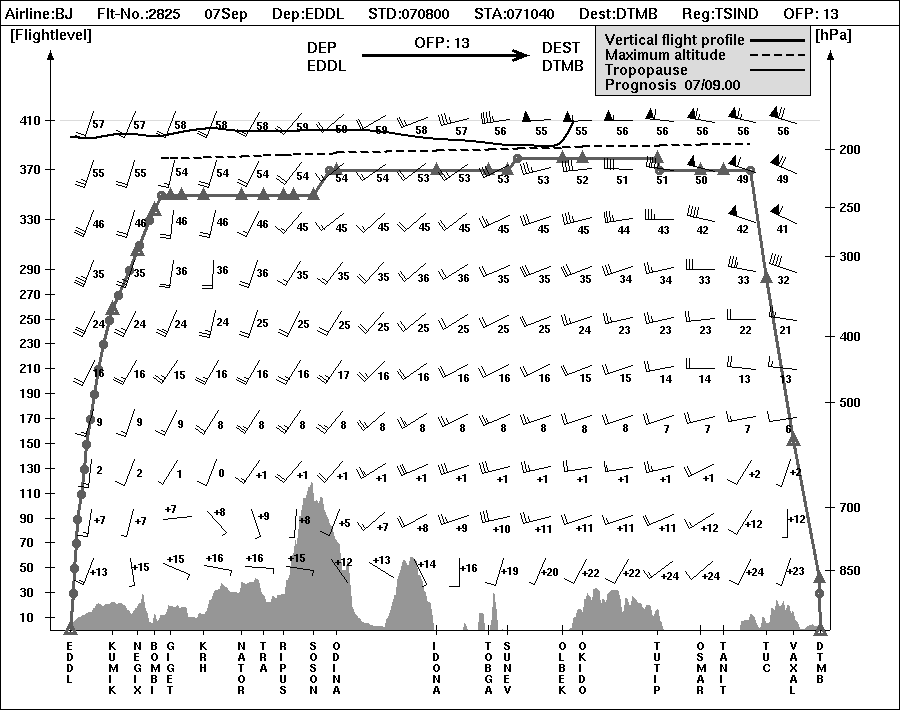 Airline:BJ Flt-No.:2825 07Sep Dep:EDDL STD:070800 STA:071040 Dest:DTMB Reg:TSIND OFP: 13
[Flightlevel]
[hPa]
DEP OFP: 13 DEST
EDDL DTMB
Vertical flight profile
Maximum altitude
Tropopause
Prognosis 07/09.00
410 57 57 58 58 58 59 59 59 58 57 56 55 55 56 56 56 56 56
200
370 55 55 54 54 54 54 54 54 53 53 53 53 52 51 51 50 49 49
250
330 46 46 46 46 46 45 45 45 45 45 45 45 45 44 43 42 42 41
300
290 35 35 36 36 36 35 35 35 36 36 35 35 35 34 34 33 33 32
270
250 24 24 24 24 25 25 25 25 25 25 25 25 24 23 23 23 22 21
230 400
210 16 16 15 16 16 16 17 16 16 16 16 16 15 15 14 14 13 13
190 500
170 9 9 9 8 8 8 8 8 8 8 8 8 8 8 7 7 7 6
150
130 2 2 1 0 +1 +1 +1 +1 +1 +1 +1 +1 +1 +1 +1 +1 +2 +2
110 700
90 +7 +7 +7 +8 +9 +8 +5 +7 +8 +9 +10 +11 +11 +11 +11 +12 +12 +12
70
50 +13 +15 +15 +16 +16 +15 +12 +13 +14 +16 +19 +20 +22 +22 +24 +24 +24 +23 850
30
10
EDDL
KUMIK
NEGIX
BOMBI
GIGET
KRH
NATOR
TRA
RIPUS
SOSON
ODINA
IDONA
TOBGA
SUNEV
OLBEK
OKIDO
TUTIP
OSMAR
TANIT
TUC
VAXAL
DTMB